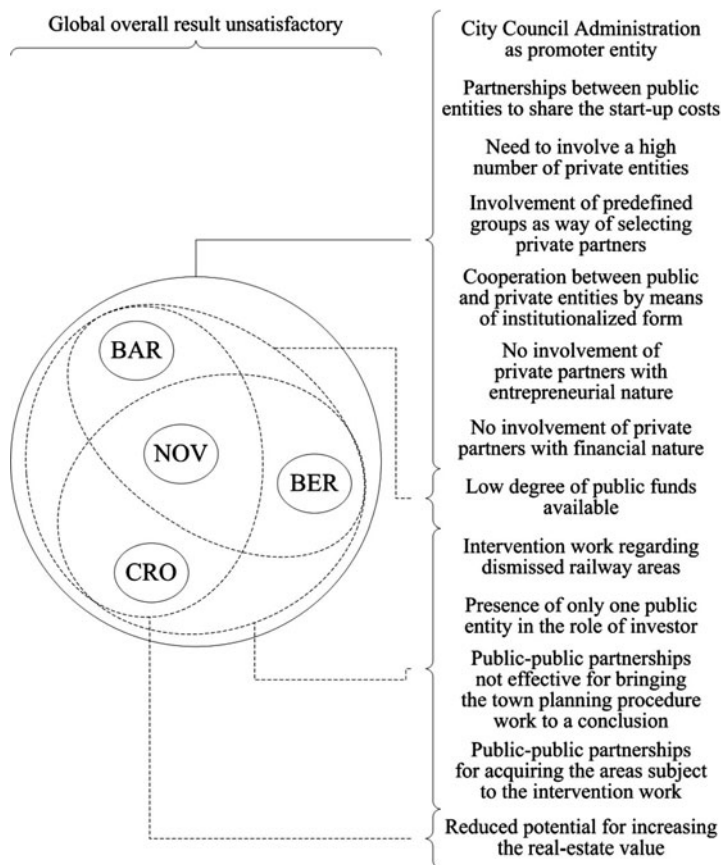 Global overall result unsatisfactory
BAR
NOV
BER
CRO
City Council Administration
as promoter entity
Partnerships between public
entities to share the start-up costs
Need to involve a high
number of private entities
Involvement of predefined
groups as way of selecting
private partners
Cooperation between public
and private entities by means
of institutionalized form
No involvement of
private partners with
entrepreneurial nature
No involvement of private
partners with financial nature
Low degree of public funds
available
Intervention work regarding
dismissed railway areas
Presence of only one public
entity in the role of investor
Public-public partnerships
not effective for bringing
the town planning procedure
work to a conclusion
Public-public partnerships
for acquiring the areas subject
to the intervention work
Reduced potential for increasing
the real-estate value